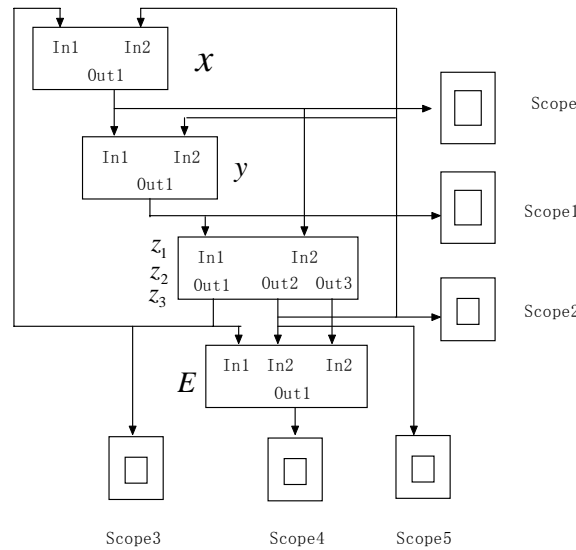 In1 In2
Out1
x
Scope
In1 In2
Out1
y
Scope1
z1
z2
z3
In1 In2
Out1 Out2 Out3
Scope2
E
In1 In2 In2
Out1
Scope3 Scope4 Scope5